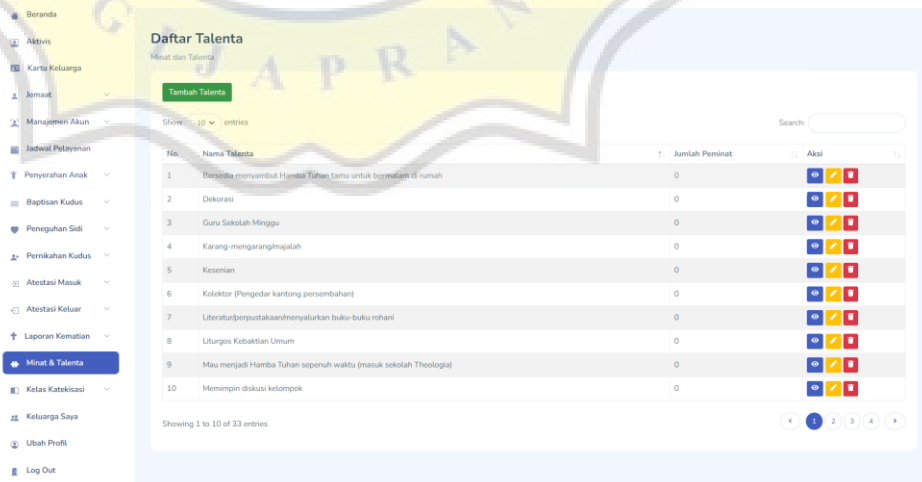 Beranda
Aktivis
Kartu Keluarga
Jemaat
Manajemen Akun
Jadwal Pelayanan
Penyerahan Anak
Baptisan Kudus
Peneguhan Sidi
Pernikahan Kudus
Atestasi Masuk
Atestasi Keluar
Laporan Kematian
Minat & Talenta
Kelas Katekisasi
Keluarga Saya
Ubah Profil
Log Out
Daftar Talenta
Minat dan Talenta
J A P R A N
Tambah Talenta
Show 10 entries
Search:
No. Nama Talenta Jumlah Peminat Aksi
1 Bersedia menyambut Hamba Tuhan tamu untuk bermalam di rumah 0
2 Dekorasi 0
3 Guru Sekolah Minggu 0
4 Karang-mengarang/majalah 0
5 Kesenian 0
6 Kolektor (Pengedar kantong persembahan) 0
7 Literatur/perpustakaan/menyalurkan buku-buku rohani 0
8 Liturgos Kebaktian Umum 0
9 Mau menjadi Hamba Tuhan sepenuh waktu (masuk sekolah Theologia) 0
10 Memimpin diskusi kelompok 0
Showing 1 to 10 of 33 entries
1 2 3 4